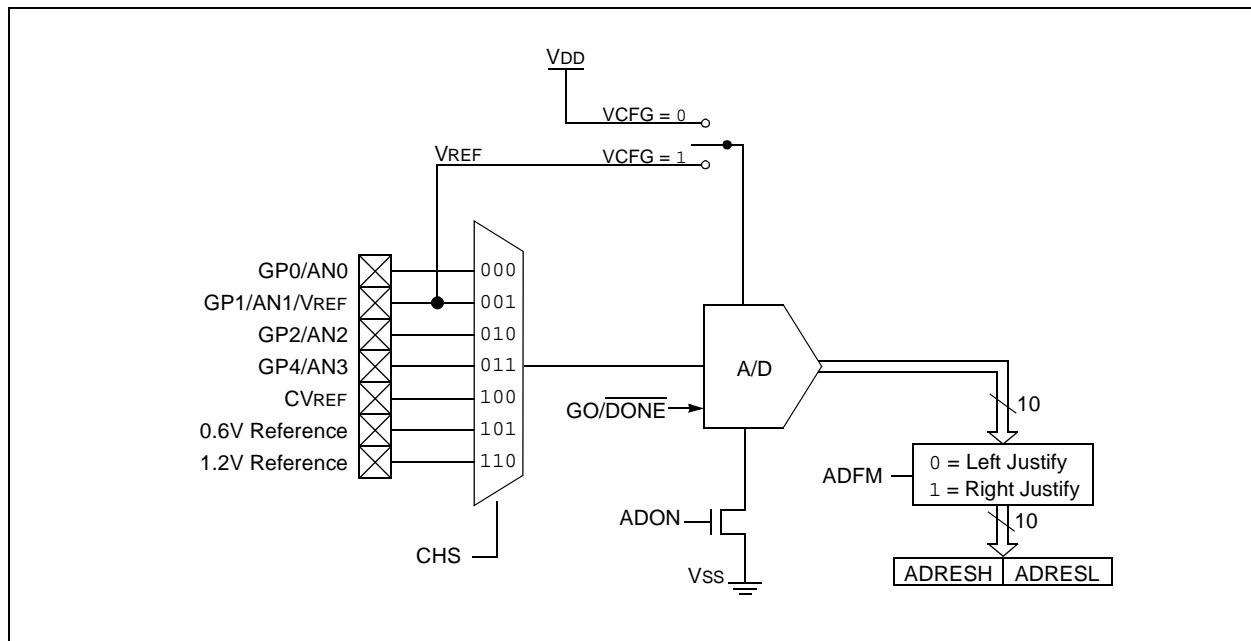 VDD
VCFG = 0
VREF
VCFG = 1
GP0/AN0
000
GP1/AN1/VREF
001
GP2/AN2
010
GP4/AN3
011
CVREF
100
0.6V Reference
101
1.2V Reference
110
A/D
GO/DONE
10
ADFM
0 = Left Justify
1 = Right Justify
10
ADON
CHS
VSS
ADRESH
ADRESL